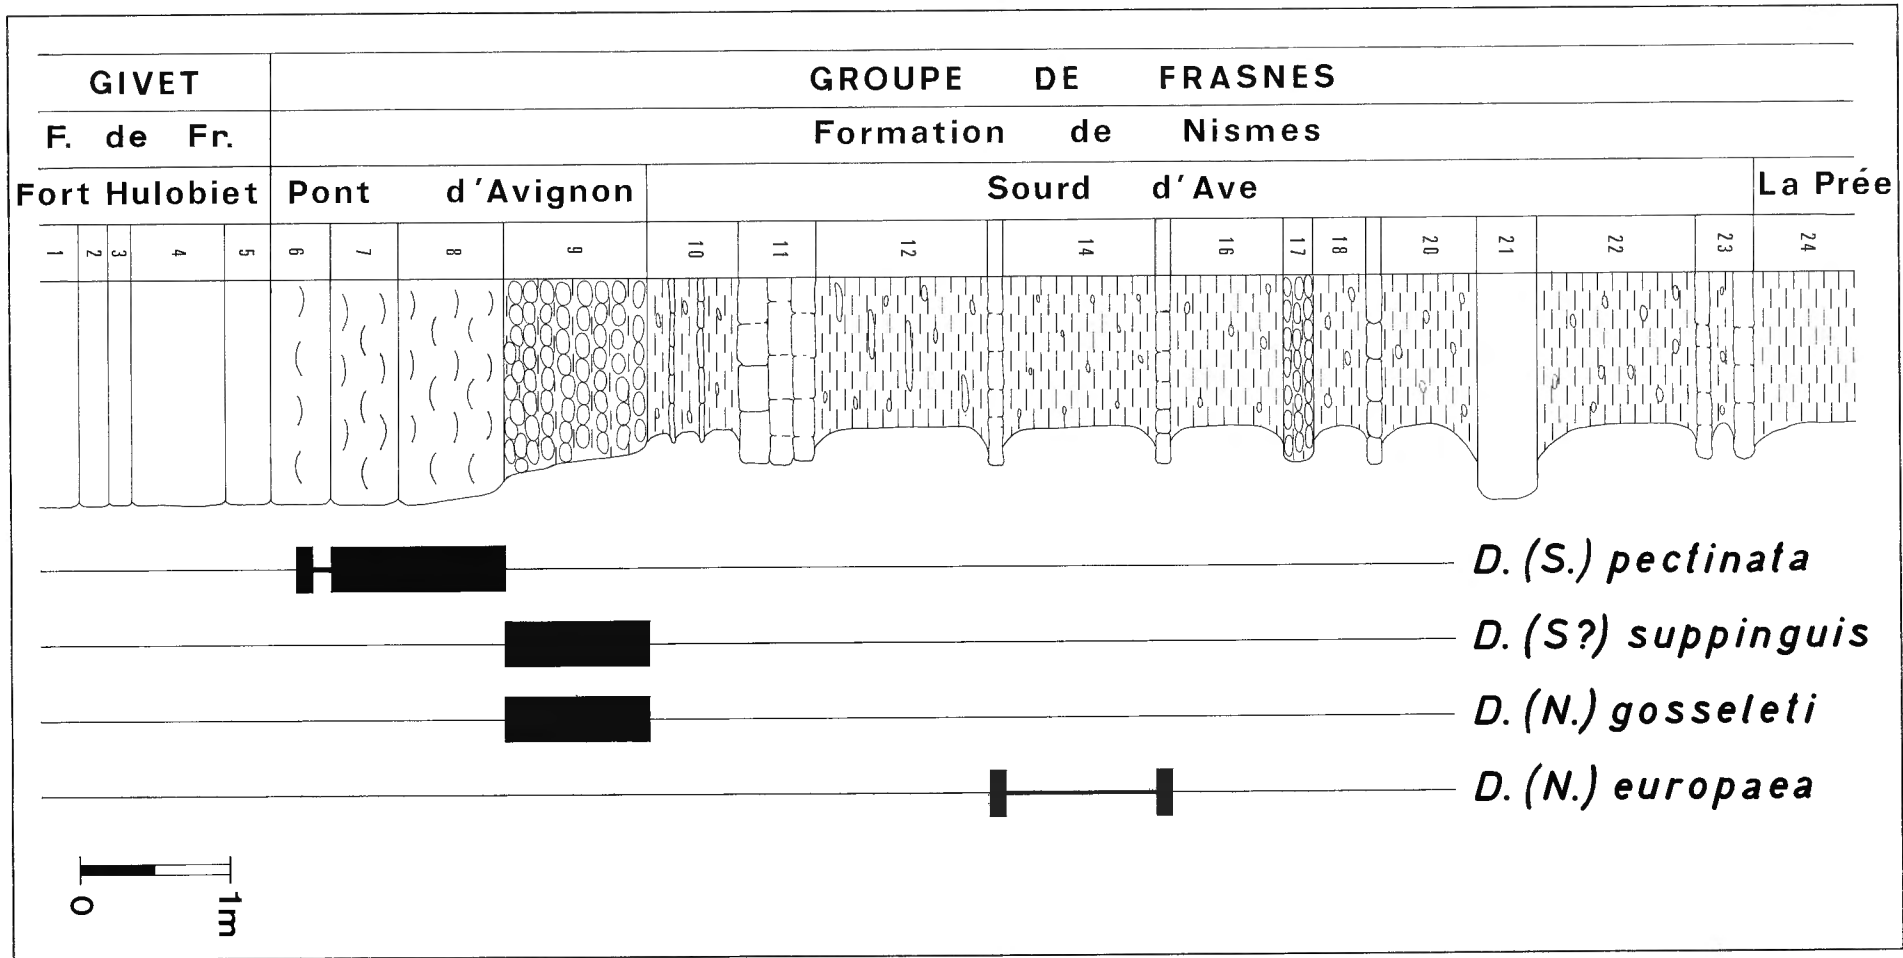 GIVET GROUPE DE FRASNES
F. de Fr. Formation de Nismes
Fort Hulobiet Pont d'Avignon Sourd d'Ave La Prée
1 2 3 4 5 6 7 8 9 10 11 12 14 16 17 18 20 21 22 23 24
D. (S.) pectinata
D. (S?) suppinguis
D. (N.) gosseleti
D. (N.) europaea
0 1m